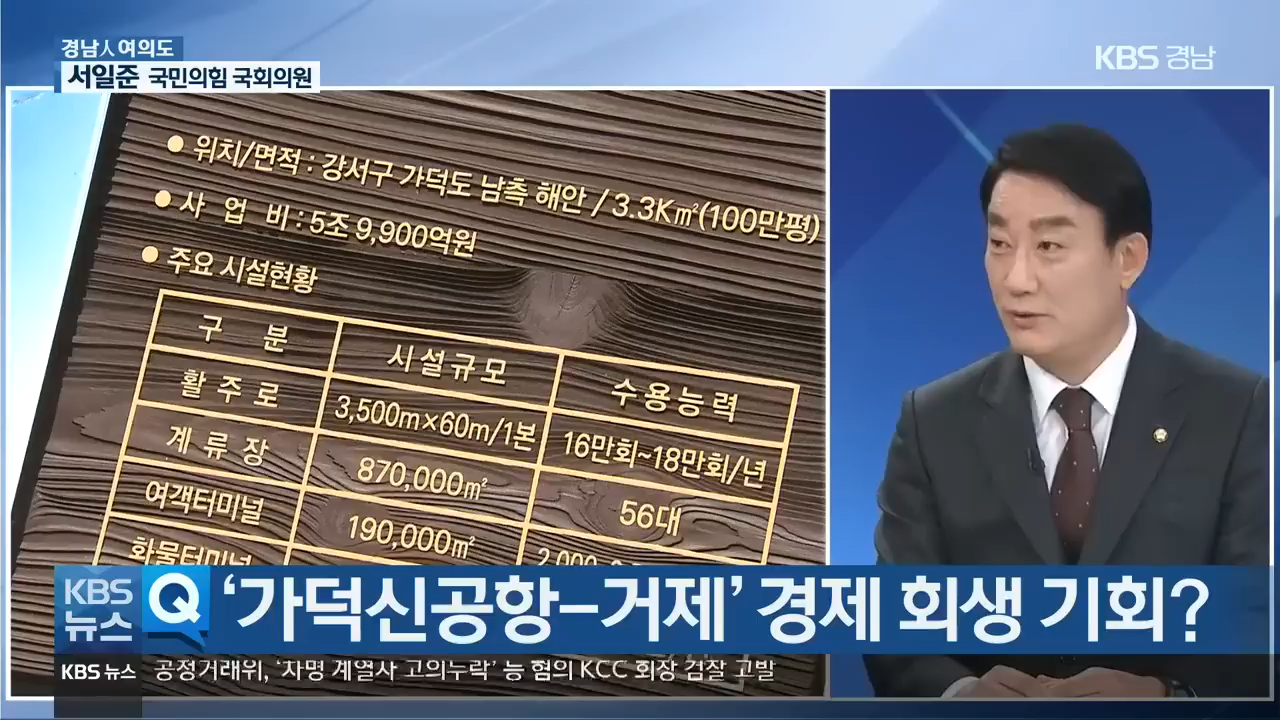 경남人여의도
서일준 국민의힘 국회의원
KBS 경남
● 위치/면적 : 강서구 가덕도 남측 해안 / 3.3K㎡(100만평)
● 사 업 비 : 5조 9,900억원
● 주요 시설현황
구 분 시설규모 수용능력
활주로 3,500m×60m/1본 16만회~18만회/년
계류장 870,000㎡ 56대
여객터미널 190,000㎡
화물터미널
KBS 뉴스 Q '가덕신공항-거제' 경제 회생 기회?
KBS 뉴스 공정거래위, '차명 계열사 고의누락' 등 혐의 KCC 회장 검찰 고발